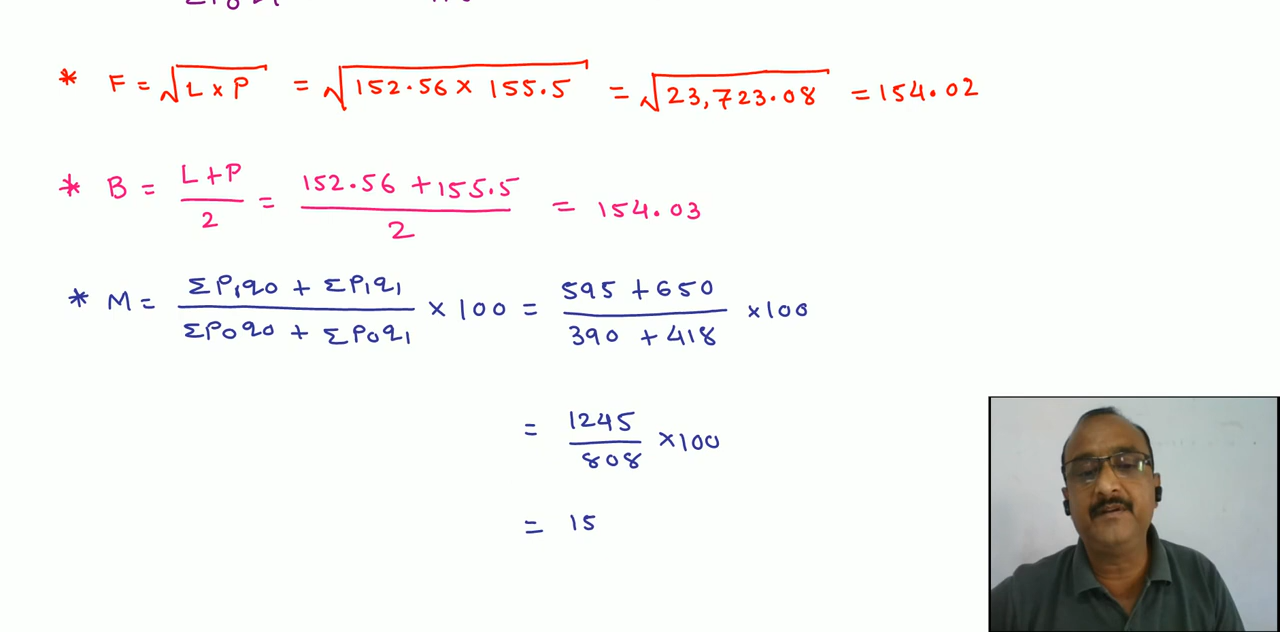 * F = √L × P = √152.56 × 155.5 = √23,723.08 = 154.02
* B = L + P / 2 = 152.56 + 155.5 / 2 = 154.03
* M = ΣP₁q₀ + ΣP₁q₁ / ΣP₀q₀ + ΣP₀q₁ × 100 = 595 + 650 / 390 + 418 × 100
= 1245 / 808 × 100
= 15